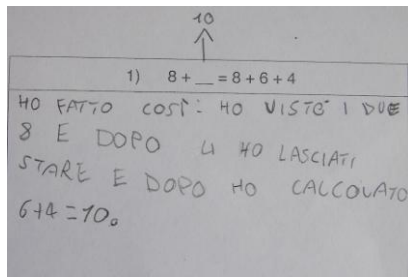 10
1) 8 + __ = 8 + 6 + 4
HO FATTO COSÌ: HO VISTO I DUE
8 E DOPO LI HO LASCIATI
STARE E DOPO HO CALCOLATO
6+4=10.